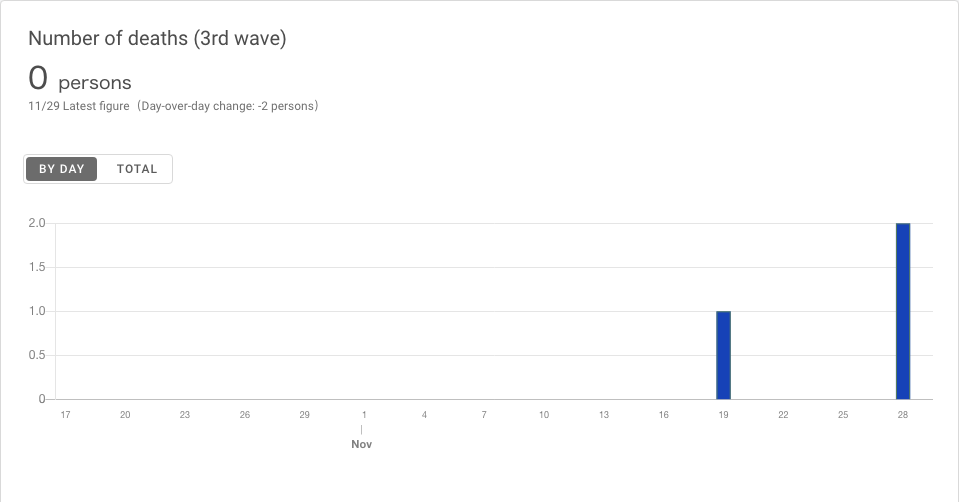 Number of deaths (3rd wave)
0 persons
11/29 Latest figure（Day-over-day change: -2 persons）
BY DAY TOTAL
2.0
1.5
1.0
0.5
0
17 20 23 26 29 1 4 7 10 13 16 19 22 25 28
Nov